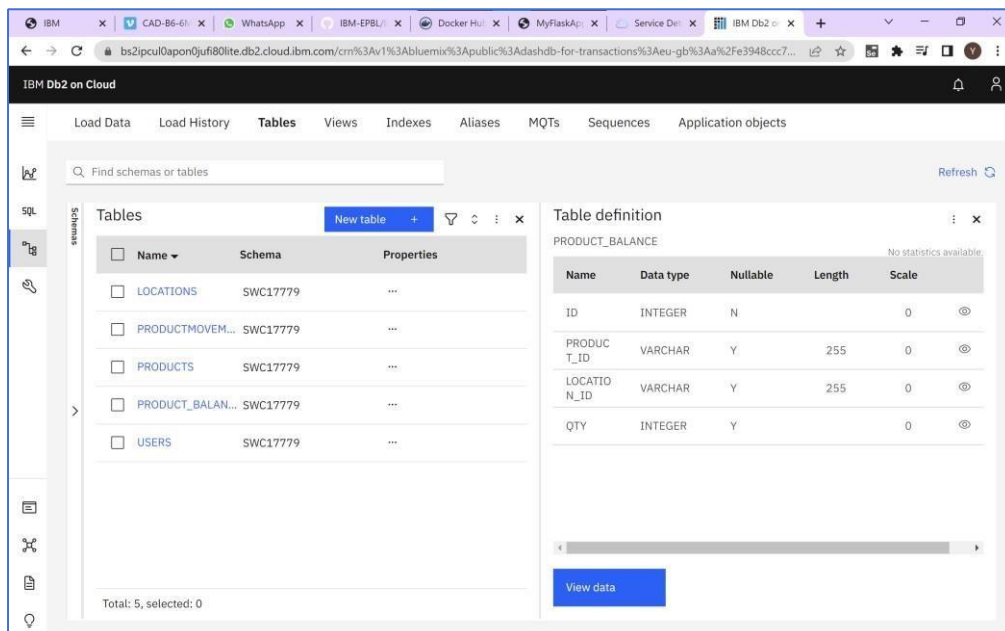 IBM
CAD-B6-6M
WhatsApp
IBM-EPBL/
Docker Hu
MyFlaskAp
Service De
IBM Db2 o
bs2ipcul0apon0jufi80lite.db2.cloud.ibm.com/crn%3Av1%3Abluemix%3Apublic%3Adashdb-for-transactions%3Aeu-gb%3Aa%2Fe3948ccc7...
Y
IBM Db2 on Cloud
Load Data Load History Tables Views Indexes Aliases MQTs Sequences Application objects
Find schemas or tables
Refresh
SQL
Schemas
Tables
New table +
Name Schema Properties
LOCATIONS SWC17779 ...
PRODUCTMOVEM... SWC17779 ...
PRODUCTS SWC17779 ...
PRODUCT_BALAN... SWC17779 ...
USERS SWC17779 ...
Total: 5, selected: 0
Table definition
PRODUCT_BALANCE
No statistics available.
Name Data type Nullable Length Scale
ID INTEGER N 0
PRODUC
T_ID VARCHAR Y 255 0
LOCATIO
N_ID VARCHAR Y 255 0
QTY INTEGER Y 0
View data